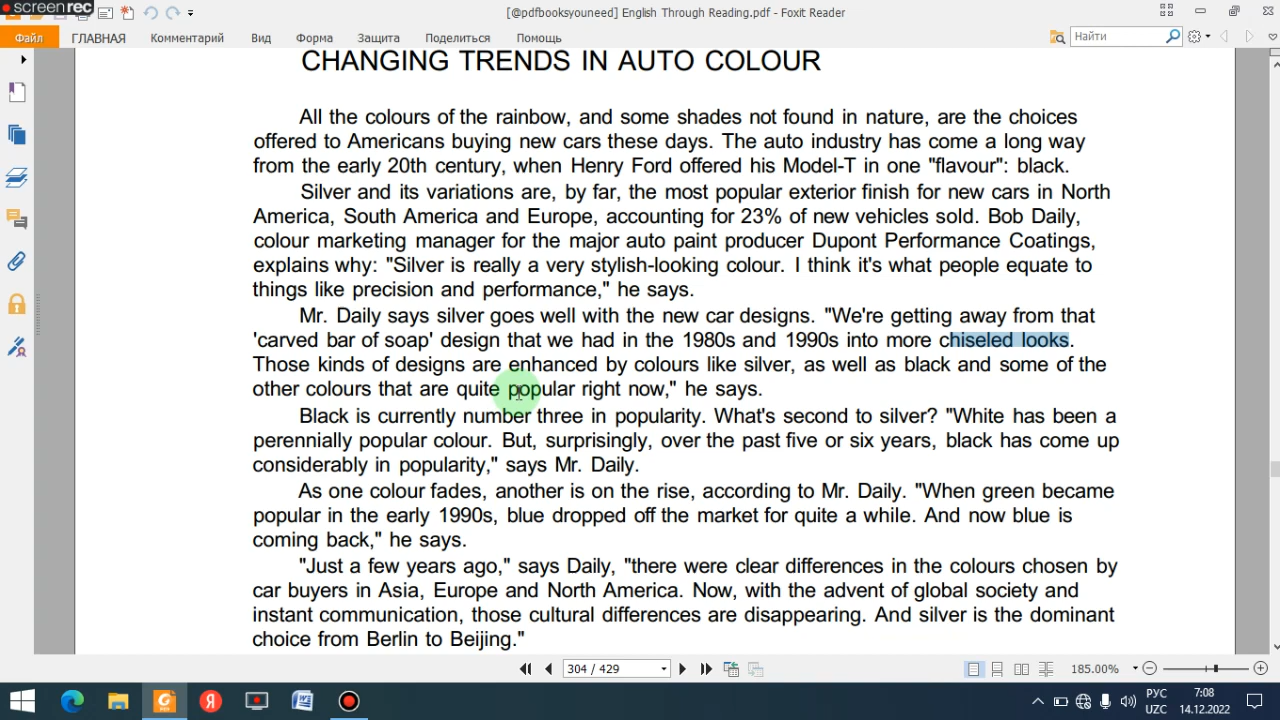 screenrec
[@pdfbooksyouneed] English Through Reading.pdf - Foxit Reader
Файл ГЛАВНАЯ Комментарий Вид Форма Защита Поделиться Помощь Найти
CHANGING TRENDS IN AUTO COLOUR
All the colours of the rainbow, and some shades not found in nature, are the choices
offered to Americans buying new cars these days. The auto industry has come a long way
from the early 20th century, when Henry Ford offered his Model-T in one "flavour": black.
Silver and its variations are, by far, the most popular exterior finish for new cars in North
America, South America and Europe, accounting for 23% of new vehicles sold. Bob Daily,
colour marketing manager for the major auto paint producer Dupont Performance Coatings,
explains why: "Silver is really a very stylish-looking colour. I think it's what people equate to
things like precision and performance," he says.
Mr. Daily says silver goes well with the new car designs. "We're getting away from that
'carved bar of soap' design that we had in the 1980s and 1990s into more chiseled looks.
Those kinds of designs are enhanced by colours like silver, as well as black and some of the
other colours that are quite popular right now," he says.
Black is currently number three in popularity. What's second to silver? "White has been a
perennially popular colour. But, surprisingly, over the past five or six years, black has come up
considerably in popularity," says Mr. Daily.
As one colour fades, another is on the rise, according to Mr. Daily. "When green became
popular in the early 1990s, blue dropped off the market for quite a while. And now blue is
coming back," he says.
"Just a few years ago," says Daily, "there were clear differences in the colours chosen by
car buyers in Asia, Europe and North America. Now, with the advent of global society and
instant communication, those cultural differences are disappearing. And silver is the dominant
choice from Berlin to Beijing."
304 / 429 185.00%
РУС 7:08
UZC 14.12.2022